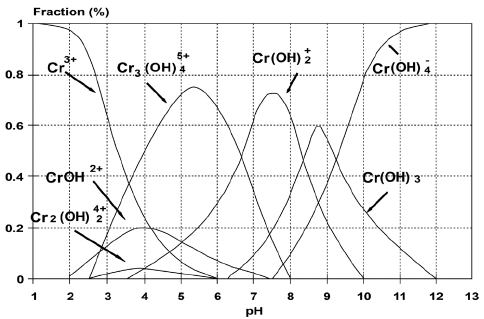 Fraction (%)
1
0.8
0.6
0.4
0.2
0
Cr 3+
Cr3 (OH) 5+ 4
Cr(OH) + 2
Cr(OH) - 4
CrOH 2+
Cr2 (OH) 4+ 2
Cr(OH) 3
1 2 3 4 5 6 7 8 9 10 11 12 13
pH